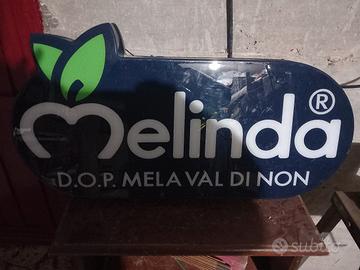 Melinda®
D.O.P. MELA VAL DI NON
subito